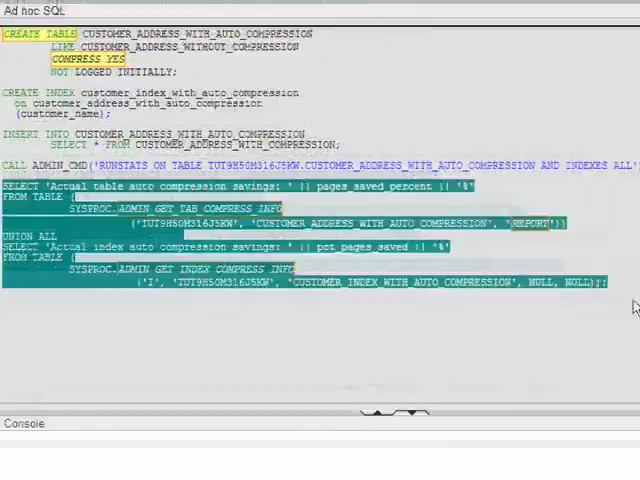 Ad hoc SQL
CREATE TABLE CUSTOMER_ADDRESS_WITH_AUTO_COMPRESSION
LIKE CUSTOMER_ADDRESS_WITHOUT_COMPRESSION
COMPRESS YES
NOT LOGGED INITIALLY;
CREATE INDEX customer_index_with_auto_compression
on customer_address_with_auto_compression
(customer_name);
INSERT INTO CUSTOMER_ADDRESS_WITH_AUTO_COMPRESSION
SELECT * FROM CUSTOMER_ADDRESS_WITH_COMPRESSION;
CALL ADMIN_CMD('RUNSTATS ON TABLE TUT9H50M316J5KW.CUSTOMER_ADDRESS_WITH_AUTO_COMPRESSION AND INDEXES ALL')
SELECT 'Actual table auto compression savings: ' || pages_saved_percent || '%'
FROM TABLE (
SYSPROC.ADMIN_GET_TAB_COMPRESS_INFO
('TUT9H50M316J5KW', 'CUSTOMER_ADDRESS_WITH_AUTO_COMPRESSION', 'REPORT'))
UNION ALL
SELECT 'Actual index auto compression savings: ' || pct_pages_saved || '%'
FROM TABLE (
SYSPROC.ADMIN_GET_INDEX_COMPRESS_INFO
('I', 'TUT9H50M316J5KW', 'CUSTOMER_INDEX_WITH_AUTO_COMPRESSION', NULL, NULL));
Console